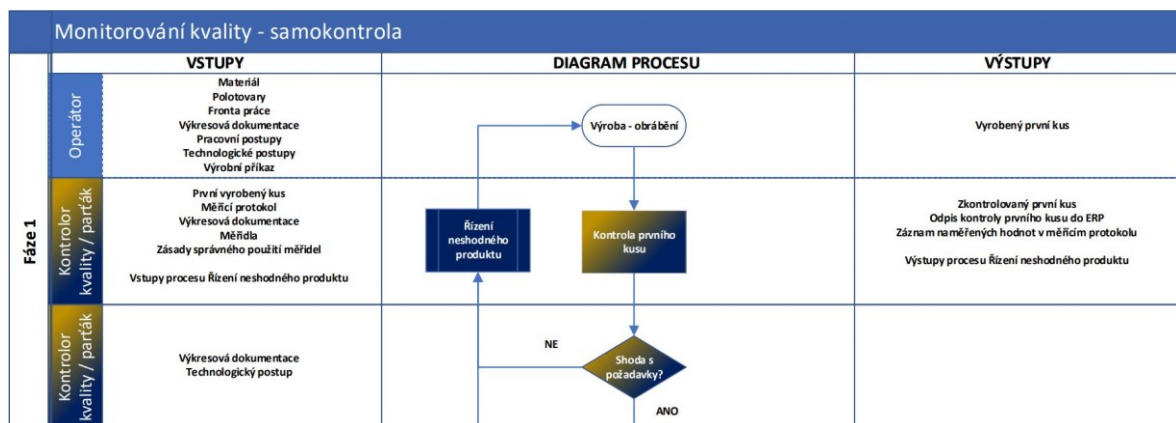 Monitorování kvality - samokontrola
VSTUPY
DIAGRAM PROCESU
VÝSTUPY
Fáze 1
Operátor
Materiál
Polotovary
Fronta práce
Výkresová dokumentace
Pracovní postupy
Technologické postupy
Výrobní příkaz
Výroba - obrábění
Vyrobený první kus
Kontrolor
kvality / parťák
První vyrobený kus
Měřicí protokol
Výkresová dokumentace
Měřidla
Zásady správného použití měřidel
Vstupy procesu Řízení neshodného produktu
Řízení
neshodného
produktu
Kontrola prvního
kusu
Zkontrolovaný první kus
Odpis kontroly prvního kusu do ERP
Záznam naměřených hodnot v měřicím protokolu
Výstupy procesu Řízení neshodného produktu
Kontrolor
kvality / parťák
Výkresová dokumentace
Technologický postup
NE
Shoda s
požadavky?
ANO